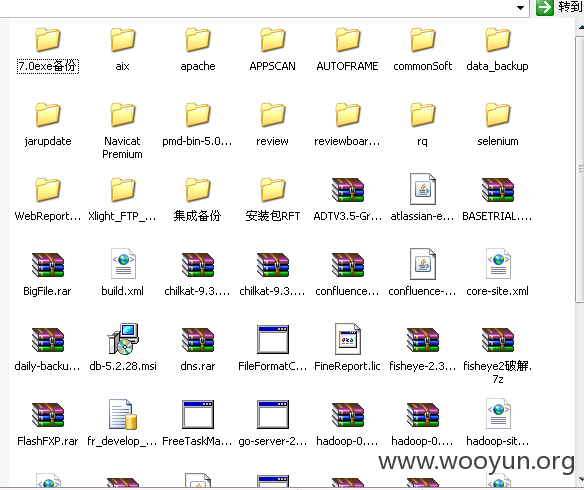 转到
7.0exe备份
aix
apache
APPSCAN
AUTOFRAME
commonSoft
data_backup
jarupdate
Navicat
Premium
pmd-bin-5.0...
review
reviewboar...
rq
selenium
WebReport...
Xlight_FTP_...
集成备份
安装包RFT
ADTV3.5-Gr...
atlassian-e...
BASETRIAL....
BigFile.rar
build.xml
chilkat-9.3....
chilkat-9.3....
confluence...
confluence-...
core-site.xml
daily-backu...
db-5.2.28.msi
dns.rar
FileFormatC...
FineReport.lic
fisheye-2.3...
fisheye2破解.
7z
FlashFXP.rar
fr_develop_...
FreeTaskMa...
go-server-2...
hadoop-0....
hadoop-0....
hadoop-sit...
www.wooyun.org